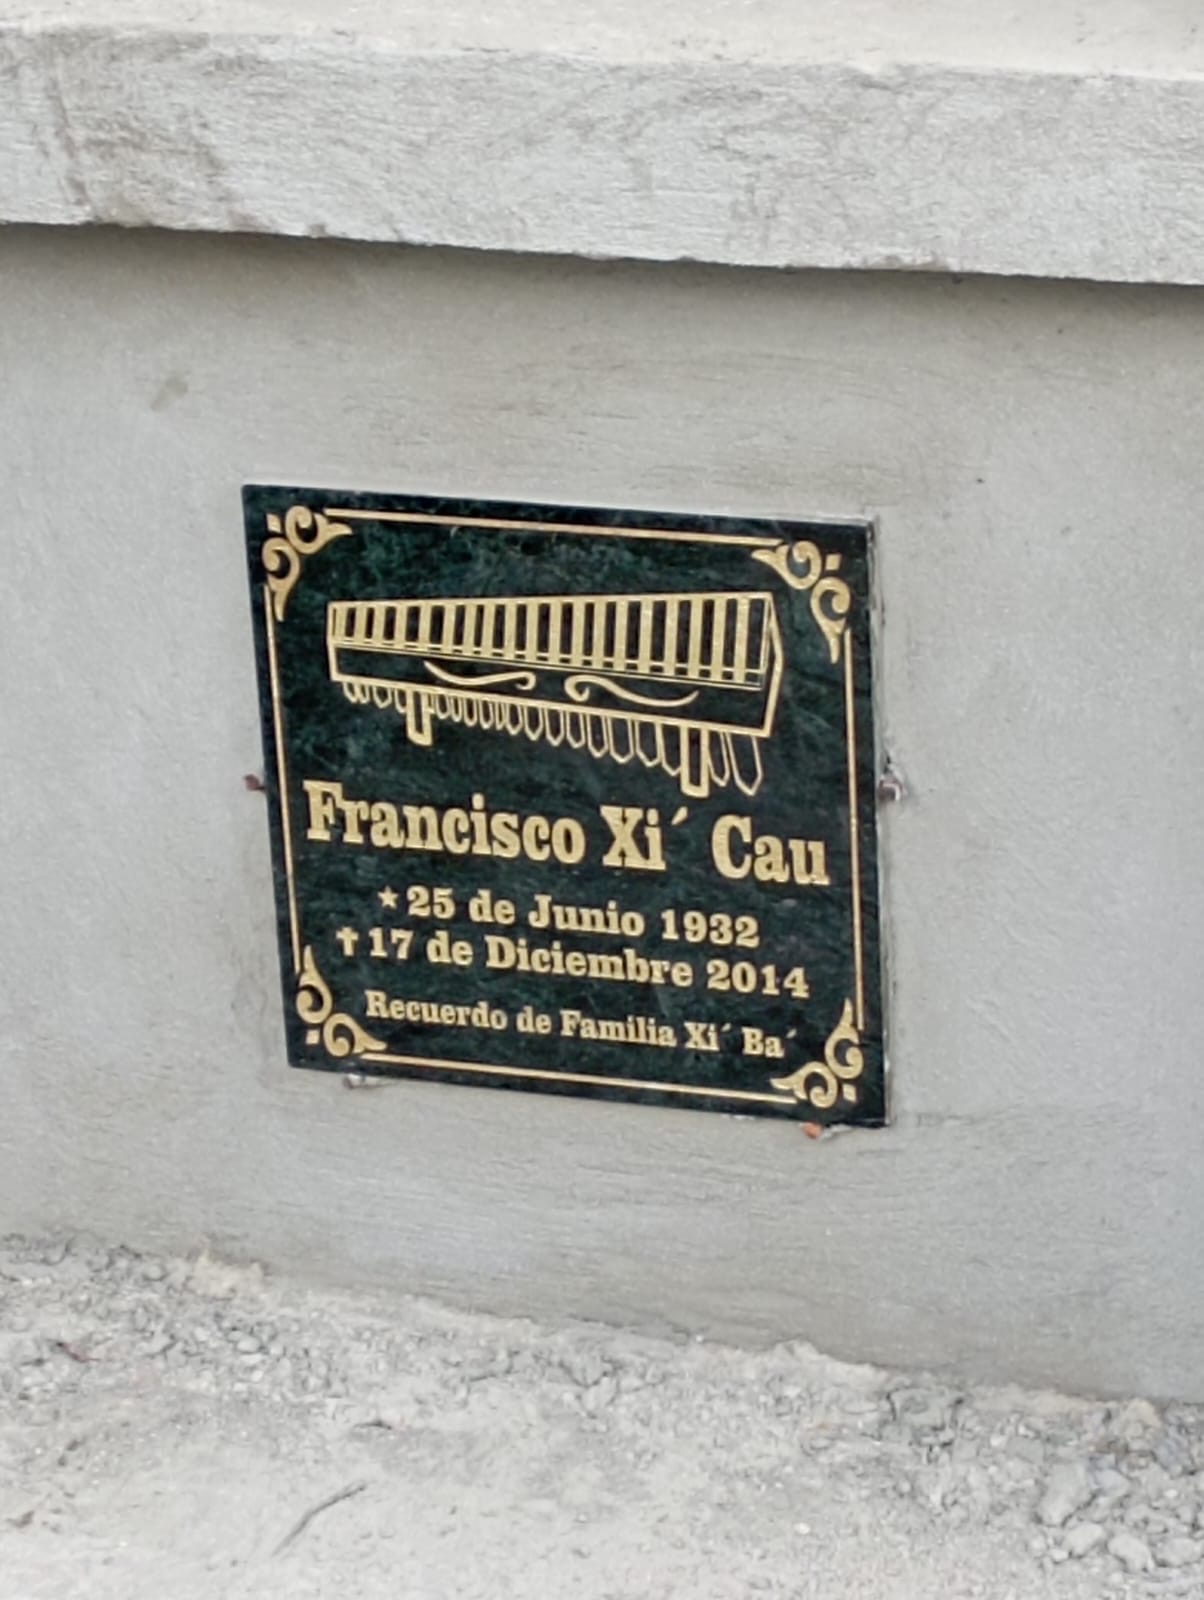 Francisco Xi´ Cau
★25 de Junio 1932
✝17 de Diciembre 2014
Recuerdo de Familia Xi´ Ba´